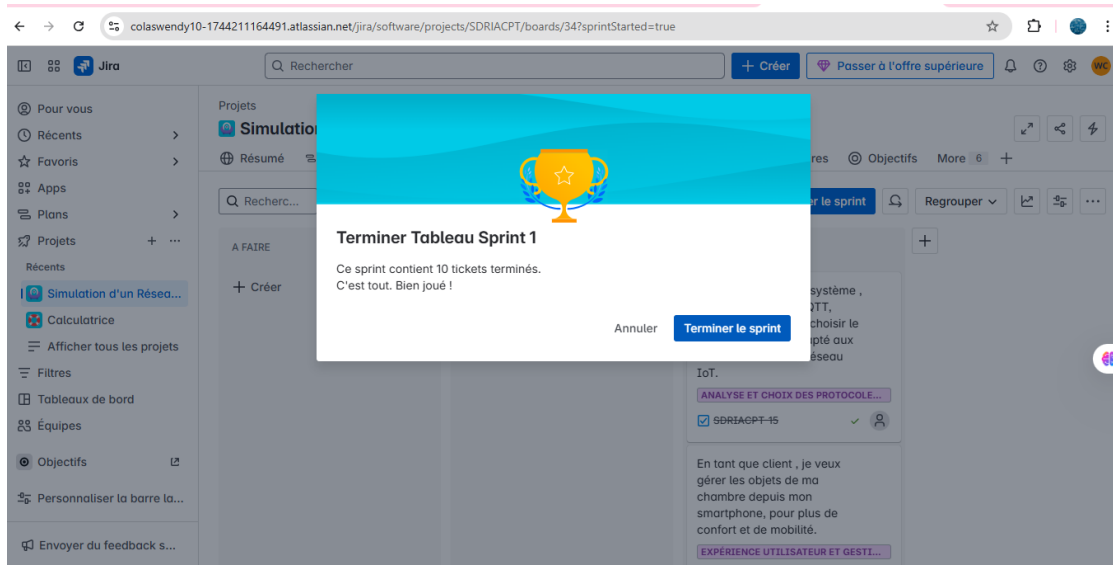 colaswendy10-1744211164491.atlassian.net/jira/software/projects/SDRIACPT/boards/34?sprintStarted=true
Jira
Rechercher
+ Créer
Passer à l'offre supérieure
WC
Pour vous
Récents
Favoris
Apps
Plans
Projets
Récents
Simulation d'un Résea...
Calculatrice
Afficher tous les projets
Filtres
Tableaux de bord
Équipes
Objectifs
Personnaliser la barre la...
Envoyer du feedback s...
Projets
Simulatio
Résumé
res
Objectifs
More 6
Recherc...
er le sprint
Regrouper
A FAIRE
+ Créer
Terminer Tableau Sprint 1
Ce sprint contient 10 tickets terminés.
C'est tout. Bien joué !
Annuler
Terminer le sprint
système ,
QTT,
choisir le
pté aux
éseau
IoT.
ANALYSE ET CHOIX DES PROTOCOLE...
SDRIACPT-15
En tant que client , je veux
gérer les objets de ma
chambre depuis mon
smartphone, pour plus de
confort et de mobilité.
EXPÉRIENCE UTILISATEUR ET GESTI...